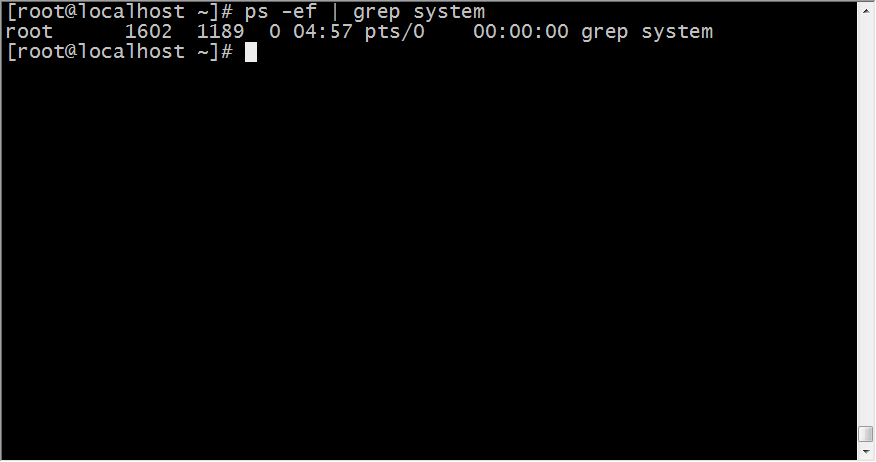 [root@localhost ~]# ps -ef | grep system
root      1602  1189  0 04:57 pts/0    00:00:00 grep system
[root@localhost ~]#